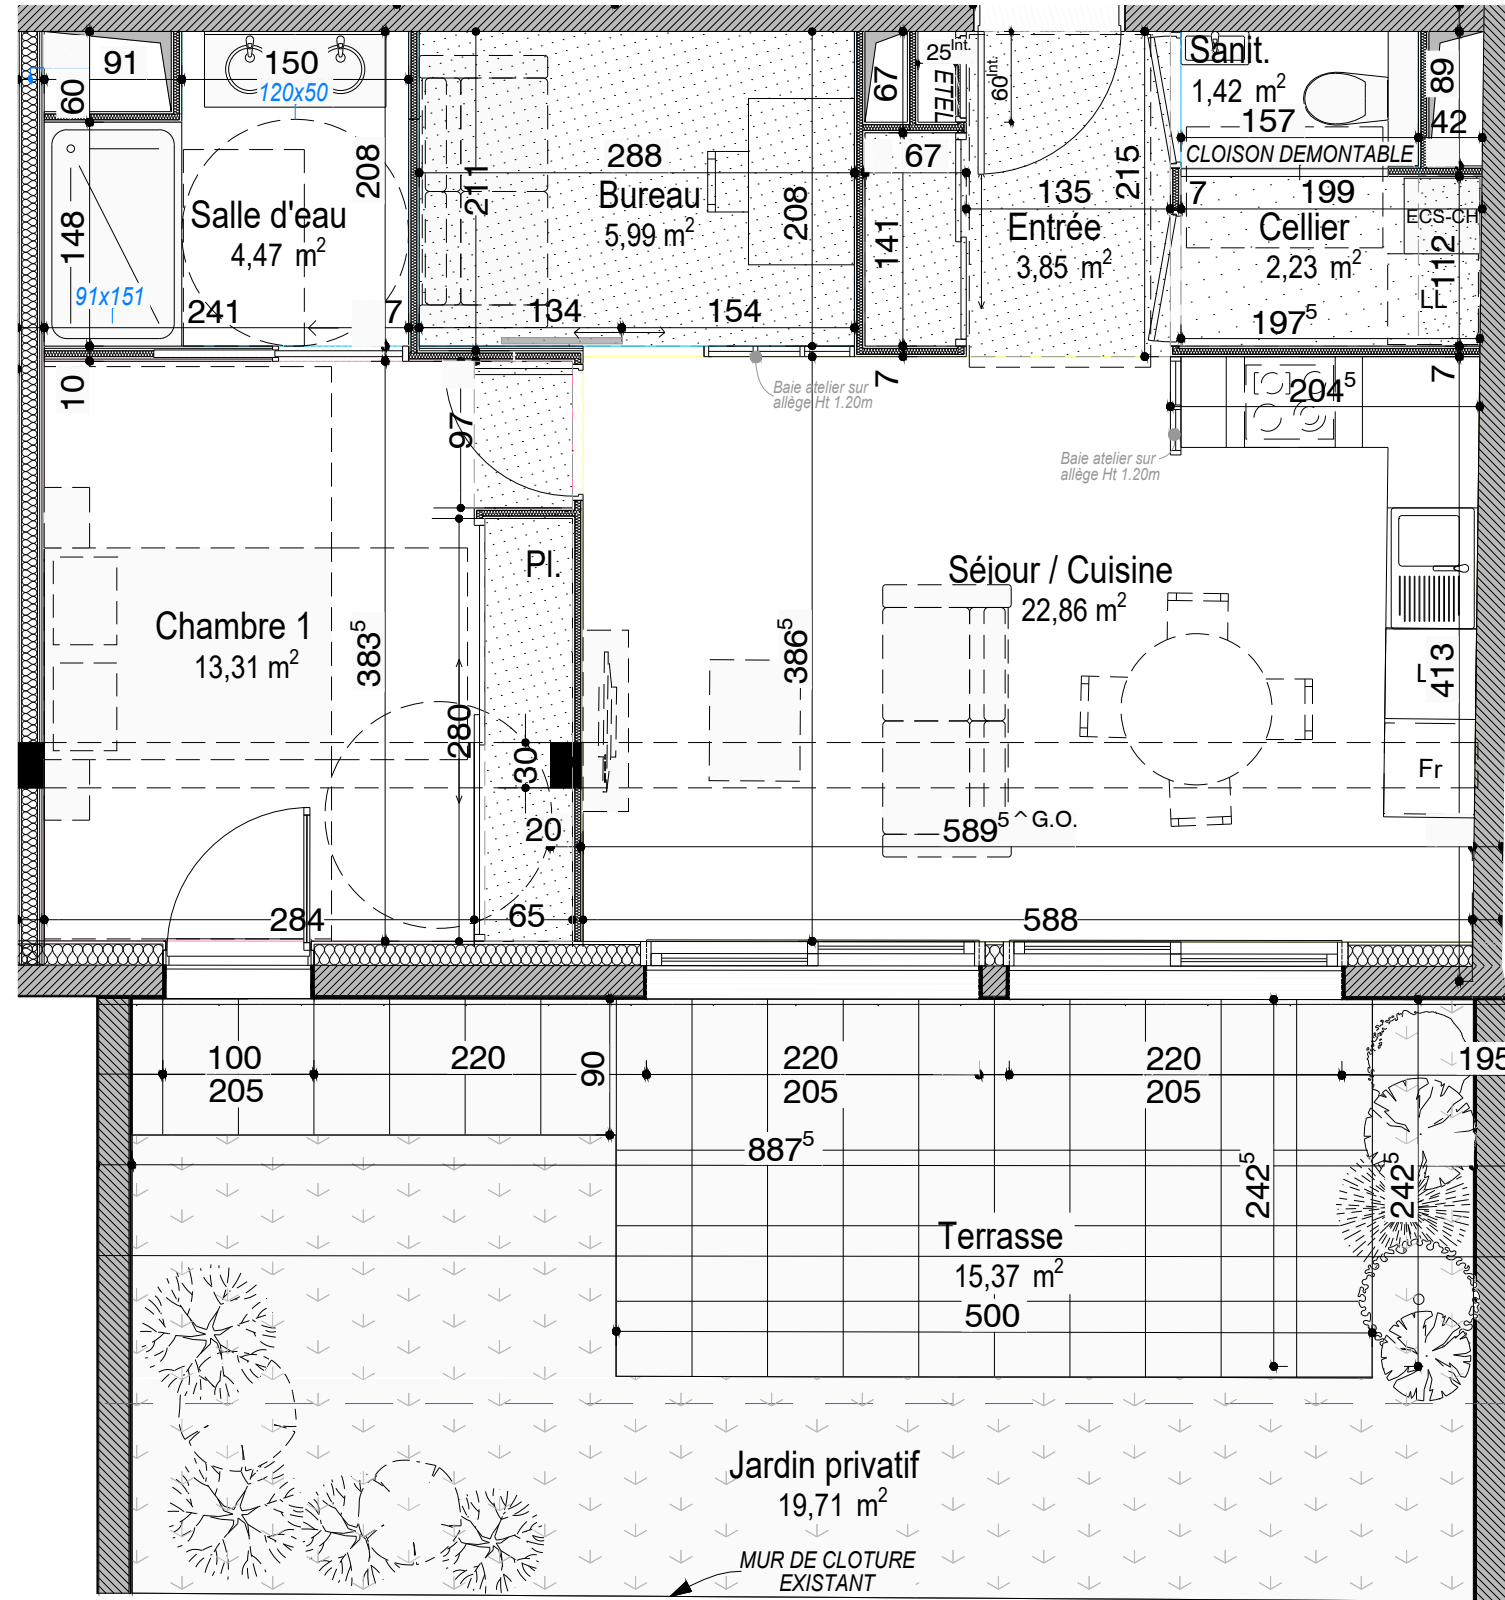 91
60
150
120x50
208
211
288
Bureau
5,99 m²
208
67
25 Int.
ETEL
60 Int.
67
141
135
215
Entrée
3,85 m²
Sanit.
1,42 m²
157
89
42
CLOISON DEMONTABLE
7
199
ECS-CH
Cellier
2,23 m²
112
LL
197⁵
148
Salle d'eau
4,47 m²
91x151
241
7
134
154
10
97
7
7
Baie atelier sur
allège Ht 1.20m
204⁵
Baie atelier sur
allège Ht 1.20m
Pl.
Chambre 1
13,31 m²
383⁵
280
30
20
386⁵
Séjour / Cuisine
22,86 m²
413
Fr
589⁵ ^ G.O.
284
65
588
100
205
220
90
220
205
220
205
195
887⁵
242⁵
242⁵
Terrasse
15,37 m²
500
Jardin privatif
19,71 m²
MUR DE CLOTURE
EXISTANT